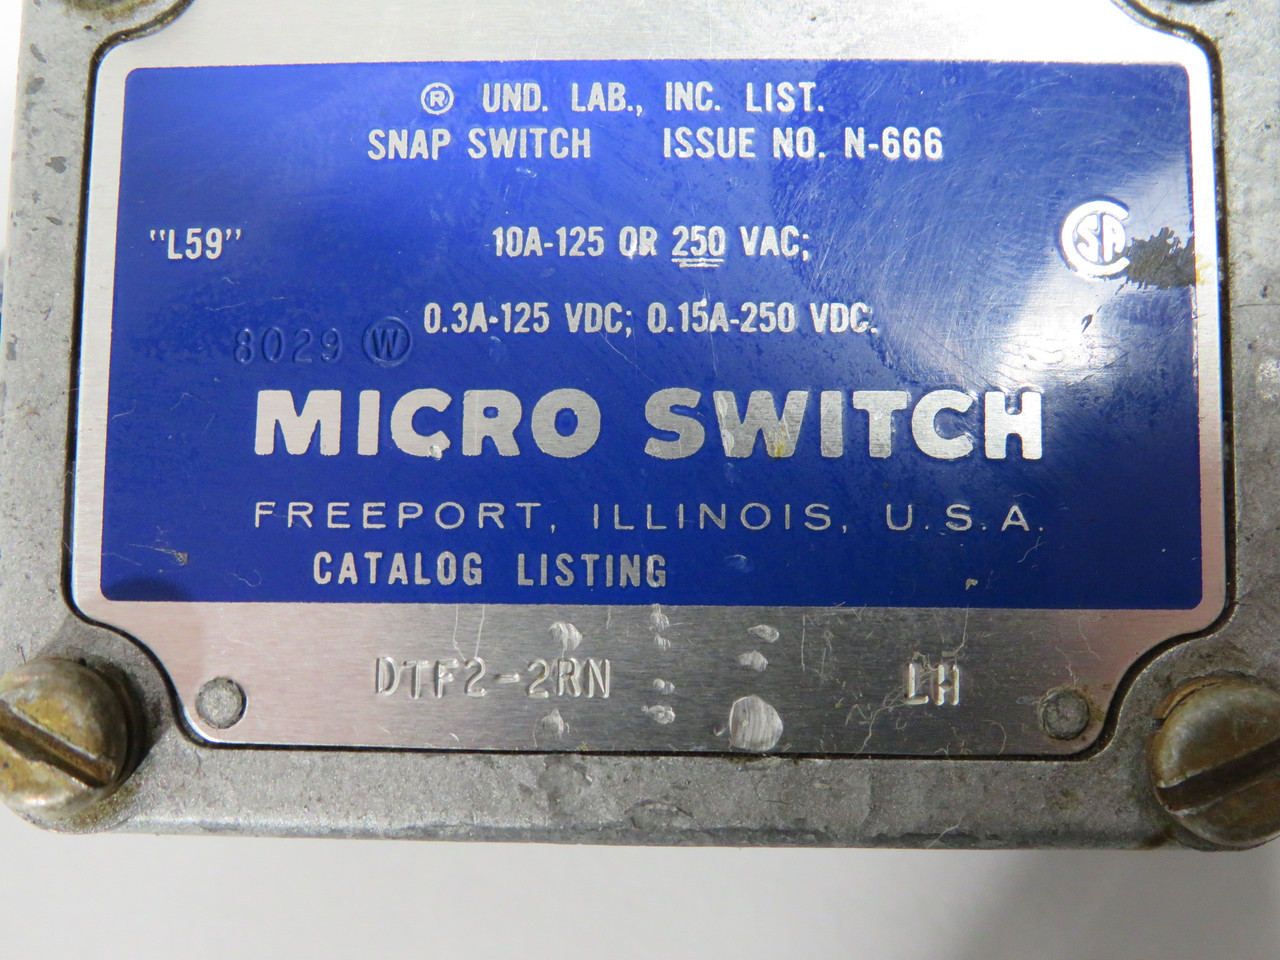 ® UND. LAB., INC. LIST.
SNAP SWITCH ISSUE NO. N-666
"L59" 10A-125 OR 250 VAC;
SA
0.3A-125 VDC; 0.15A-250 VDC.
8029 W
MICRO SWITCH
FREEPORT, ILLINOIS, U.S.A.
CATALOG LISTING
DTF2-2RN LH